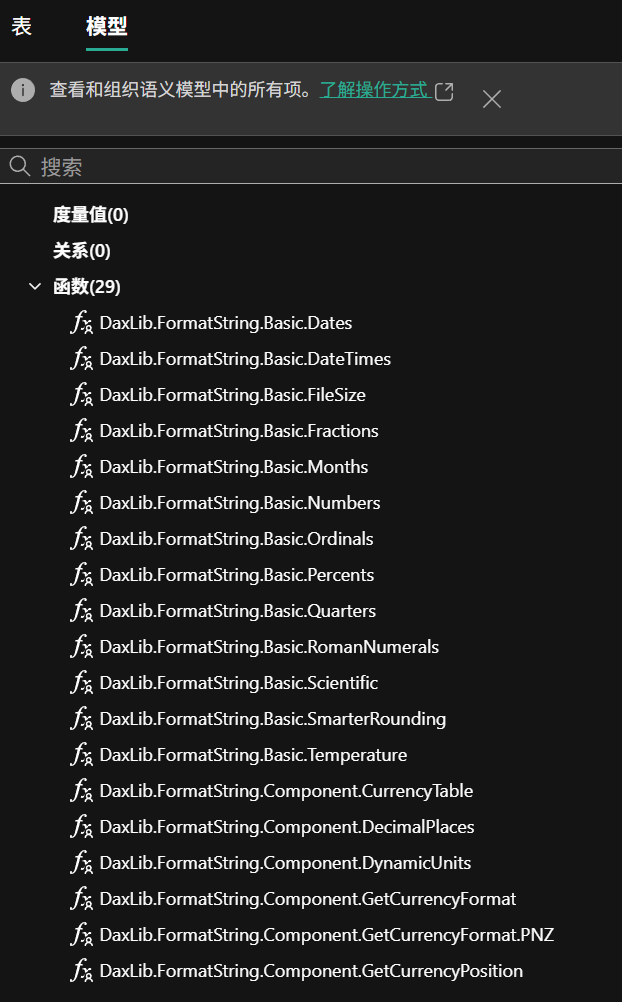 表 模型
查看和组织语义模型中的所有项。了解操作方式
搜索
度量值(0)
关系(0)
函数(29)
DaxLib.FormatString.Basic.Dates
DaxLib.FormatString.Basic.DateTimes
DaxLib.FormatString.Basic.FileSize
DaxLib.FormatString.Basic.Fractions
DaxLib.FormatString.Basic.Months
DaxLib.FormatString.Basic.Numbers
DaxLib.FormatString.Basic.Ordinals
DaxLib.FormatString.Basic.Percents
DaxLib.FormatString.Basic.Quarters
DaxLib.FormatString.Basic.RomanNumerals
DaxLib.FormatString.Basic.Scientific
DaxLib.FormatString.Basic.SmarterRounding
DaxLib.FormatString.Basic.Temperature
DaxLib.FormatString.Component.CurrencyTable
DaxLib.FormatString.Component.DecimalPlaces
DaxLib.FormatString.Component.DynamicUnits
DaxLib.FormatString.Component.GetCurrencyFormat
DaxLib.FormatString.Component.GetCurrencyFormat.PNZ
DaxLib.FormatString.Component.GetCurrencyPosition